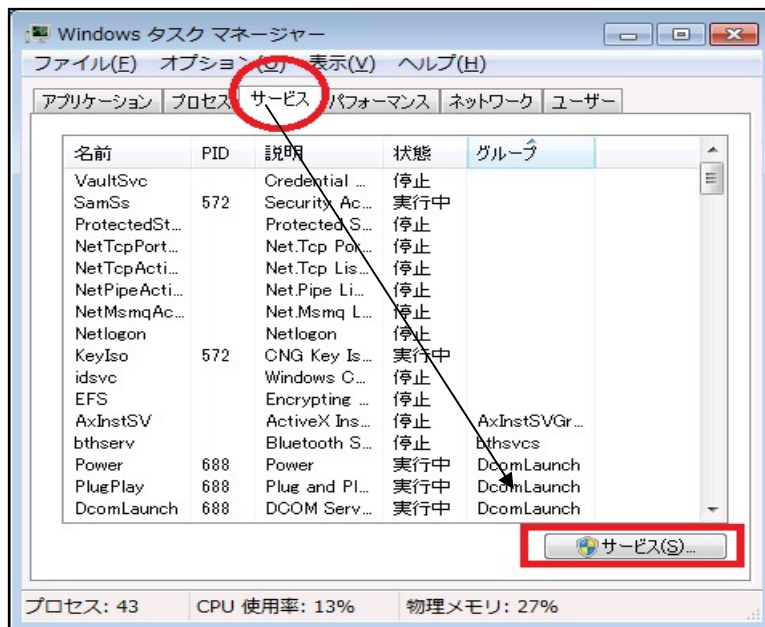 Windows タスク マネージャー
ファイル(F) オプション(O) 表示(V) ヘルプ(H)
アプリケーション プロセス サービス パフォーマンス ネットワーク ユーザー
名前 PID 説明 状態 グループ
VaultSvc Credential ... 停止
SamSs 572 Security Ac... 実行中
ProtectedSt... Protected S... 停止
NetTcpPort... Net.Tcp Por... 停止
NetTcpActi... Net.Tcp Lis... 停止
NetPipeActi... Net.Pipe Li... 停止
NetMsmqAc... Net.Msmq L... 停止
Netlogon Netlogon 停止
KeyIso 572 CNG Key Is... 実行中
idsvc Windows C... 停止
EFS Encrypting ... 停止
AxInstSV ActiveX Ins... 停止 AxInstSVGr...
bthserv Bluetooth S... 停止 bthsvcs
Power 688 Power 実行中 DcomLaunch
PlugPlay 688 Plug and Pl... 実行中 DcomLaunch
DcomLaunch 688 DCOM Serv... 実行中 DcomLaunch
サービス(S)...
プロセス: 43 CPU 使用率: 13% 物理メモリ: 27%